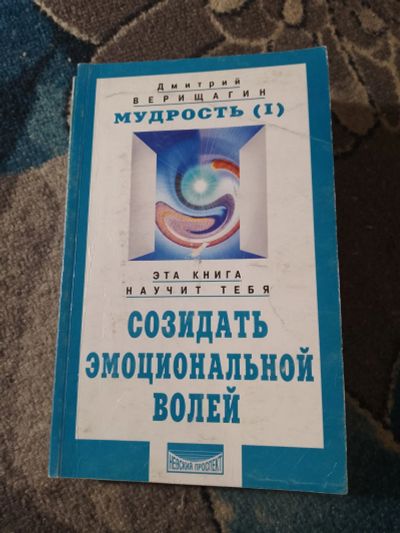 Дмитрий
ВЕРИЩАГИН
МУДРОСТЬ (I)
ЭТА КНИГА
НАУЧИТ ТЕБЯ
СОЗИДАТЬ
ЭМОЦИОНАЛЬНОЙ
ВОЛЕЙ
НЕВСКИЙ ПРОСПЕКТ